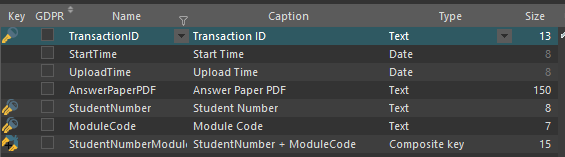 Key GDPR Name Caption Type Size
TransactionID Transaction ID Text 13
StartTime Start Time Date 8
UploadTime Upload Time Date 8
AnswerPaperPDF Answer Paper PDF Text 150
StudentNumber Student Number Text 8
ModuleCode Module Code Text 7
StudentNumberModule StudentNumber + ModuleCode Composite key 15